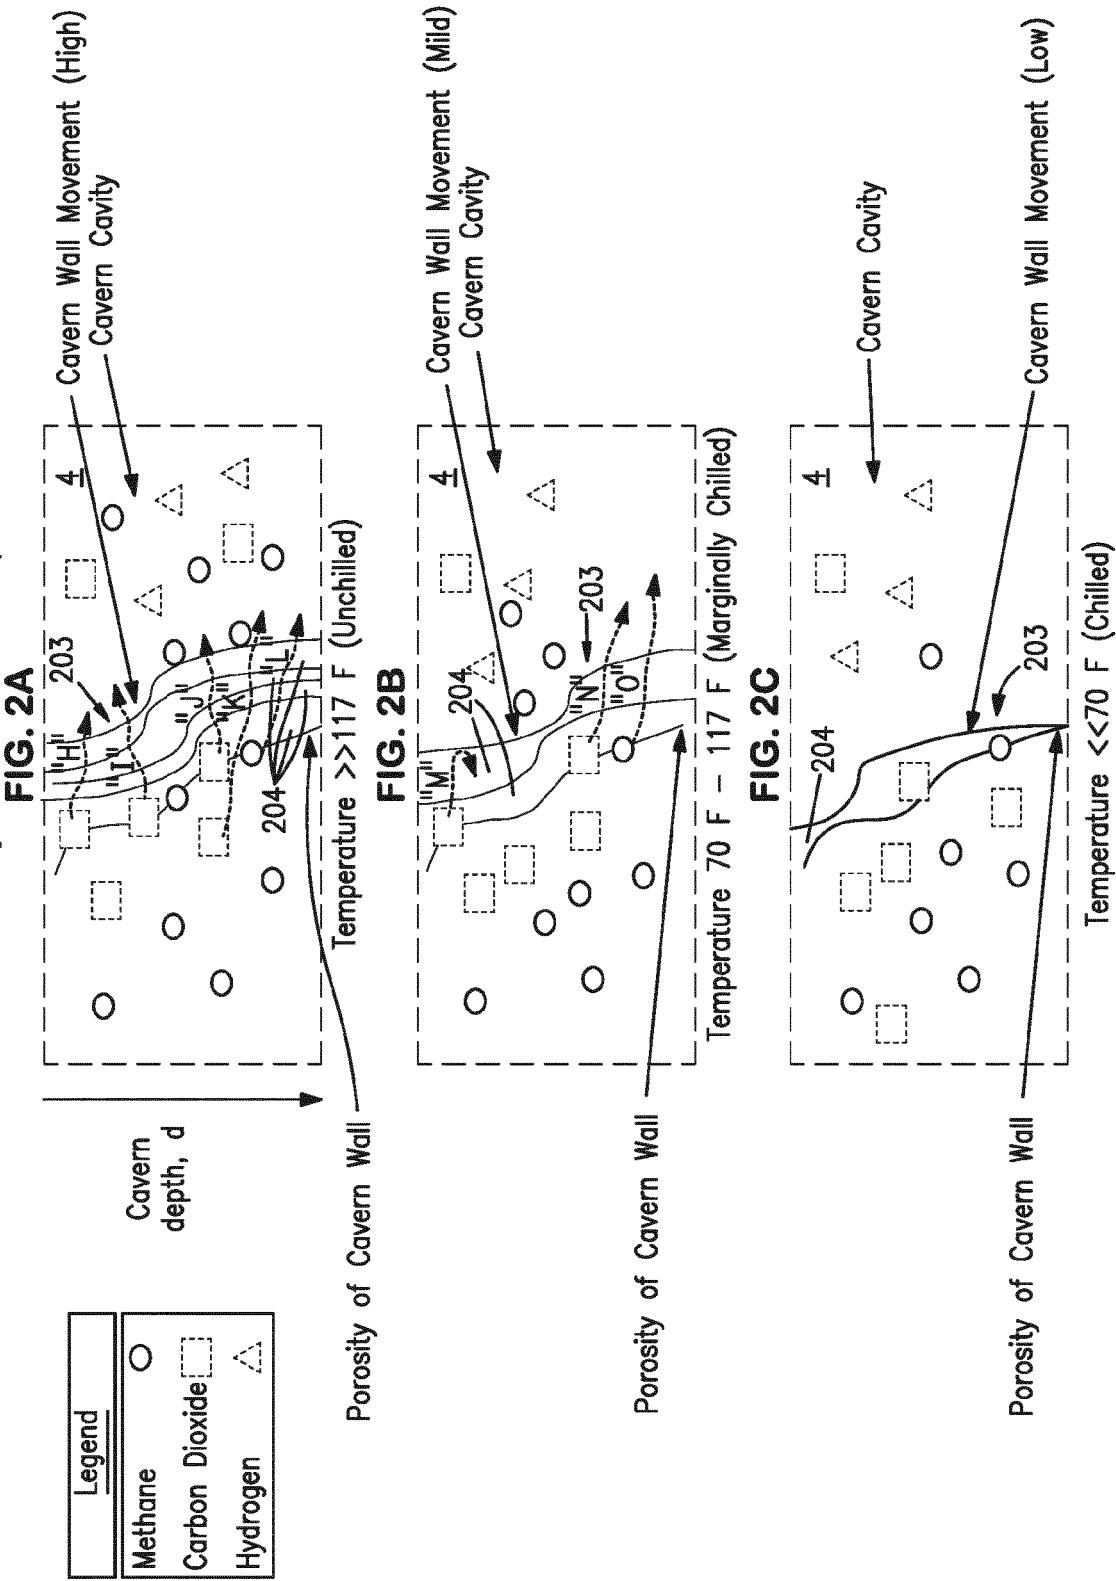 Legend
Methane
Carbon Dioxide
Hydrogen
Cavern
depth, d
FIG. 2A
203
4
"H"
"I"
"J"
"K"
"L"
204
Cavern Wall Movement (High)
Cavern Cavity
Temperature >>117 F (Unchilled)
Porosity of Cavern Wall
FIG. 2B
204
4
"M"
"N"
203
"O"
Cavern Wall Movement (Mild)
Cavern Cavity
Temperature 70 F - 117 F (Marginally Chilled)
Porosity of Cavern Wall
FIG. 2C
204
4
203
Cavern Cavity
Cavern Wall Movement (Low)
Temperature <<70 F (Chilled)
Porosity of Cavern Wall